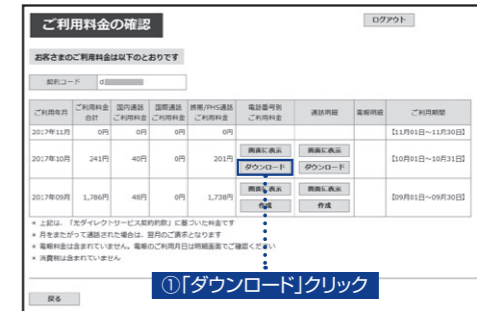 ご利用料金の確認
ログアウト
お客さまのご利用料金は以下のとおりです
契約コード d
ご利用年月 ご利用料金合計 国内通話ご利用料金 国際通話ご利用料金 携帯/PHS通話ご利用料金 電話番号別ご利用料金 通話明細 電報明細 ご利用期間
2017年11月 0円 0円 0円 0円 【11月01日~11月30日】
2017年10月 241円 40円 0円 201円 画面に表示 画面に表示 【10月01日~10月31日】
ダウンロード ダウンロード
2017年09月 1,786円 48円 0円 1,738円 画面に表示 画面に表示 【09月01日~09月30日】
作成 作成
* 上記は、「光ダイレクトサービス契約約款」に基づいた料金です
* 月をまたがって通話された場合は、翌月のご請求となります
* 電報料金は含まれていません。電報のご利用月日は明細画面でご確認ください
* 消費税は含まれていません
①「ダウンロード」クリック
戻る